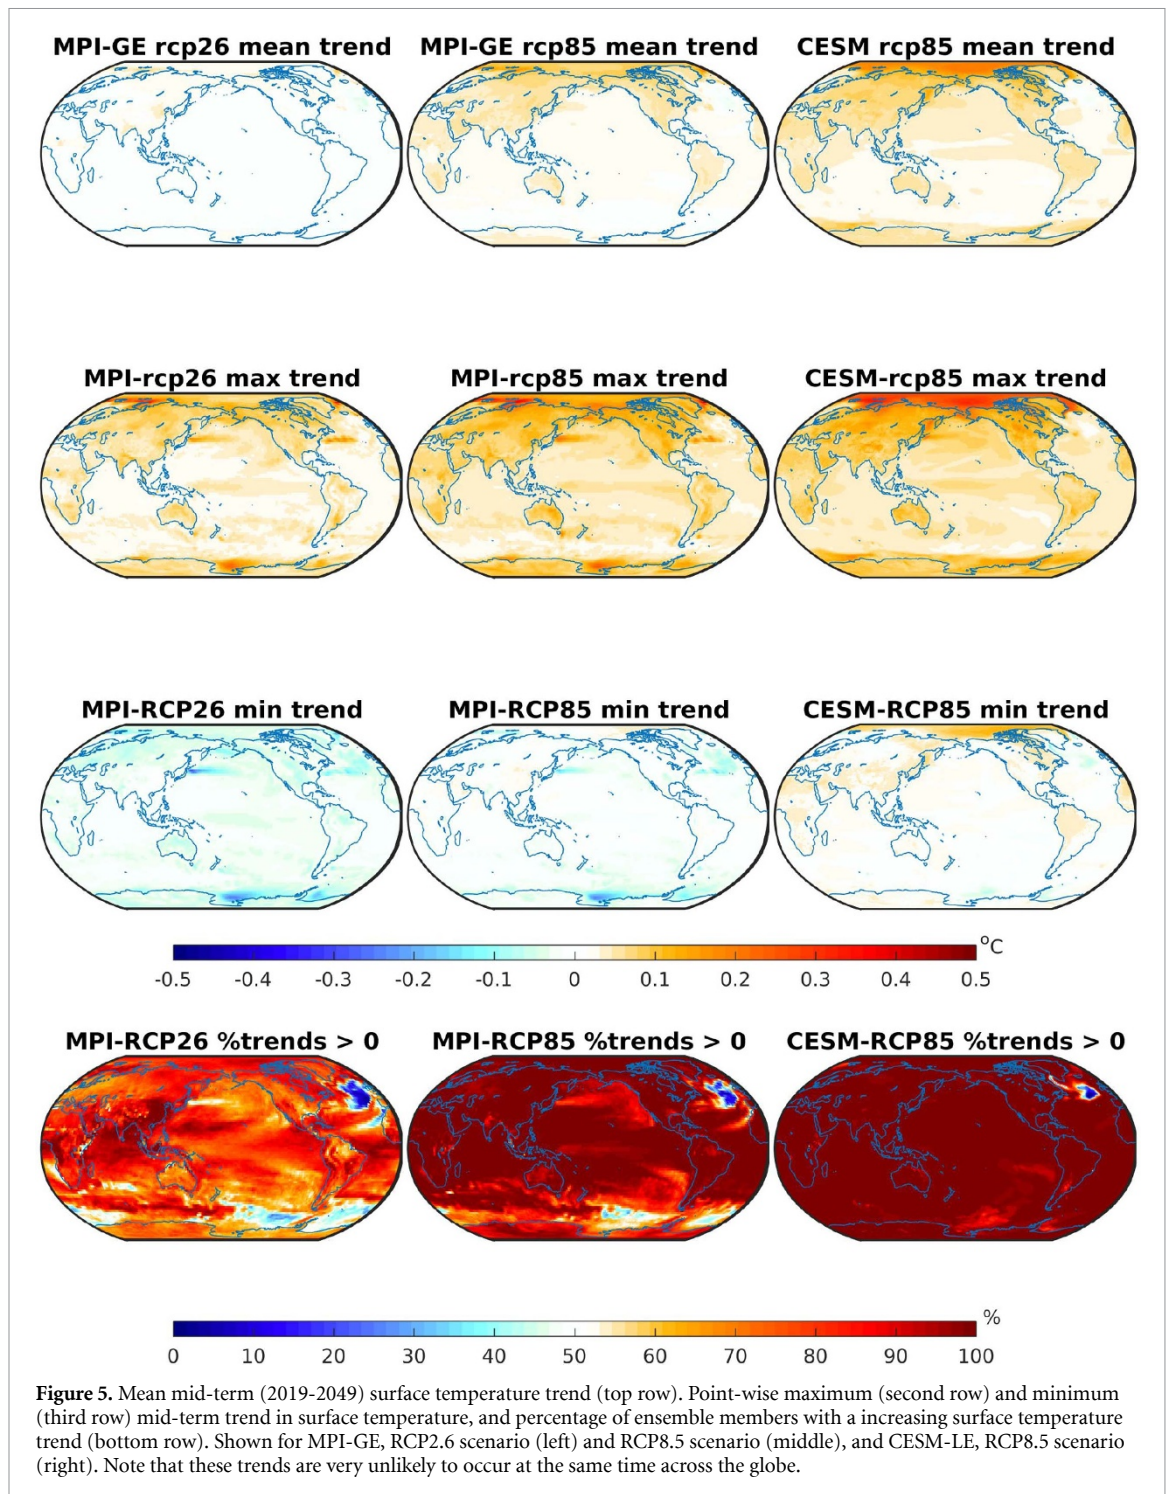 MPI-GE rcp26 mean trend MPI-GE rcp85 mean trend CESM rcp85 mean trend
MPI-rcp26 max trend MPI-rcp85 max trend CESM-rcp85 max trend
MPI-RCP26 min trend MPI-RCP85 min trend CESM-RCP85 min trend
°C
-0.5 -0.4 -0.3 -0.2 -0.1 0 0.1 0.2 0.3 0.4 0.5
MPI-RCP26 %trends > 0 MPI-RCP85 %trends > 0 CESM-RCP85 %trends > 0
%
0 10 20 30 40 50 60 70 80 90 100
Figure 5. Mean mid-term (2019-2049) surface temperature trend (top row). Point-wise maximum (second row) and minimum
(third row) mid-term trend in surface temperature, and percentage of ensemble members with a increasing surface temperature
trend (bottom row). Shown for MPI-GE, RCP2.6 scenario (left) and RCP8.5 scenario (middle), and CESM-LE, RCP8.5 scenario
(right). Note that these trends are very unlikely to occur at the same time across the globe.